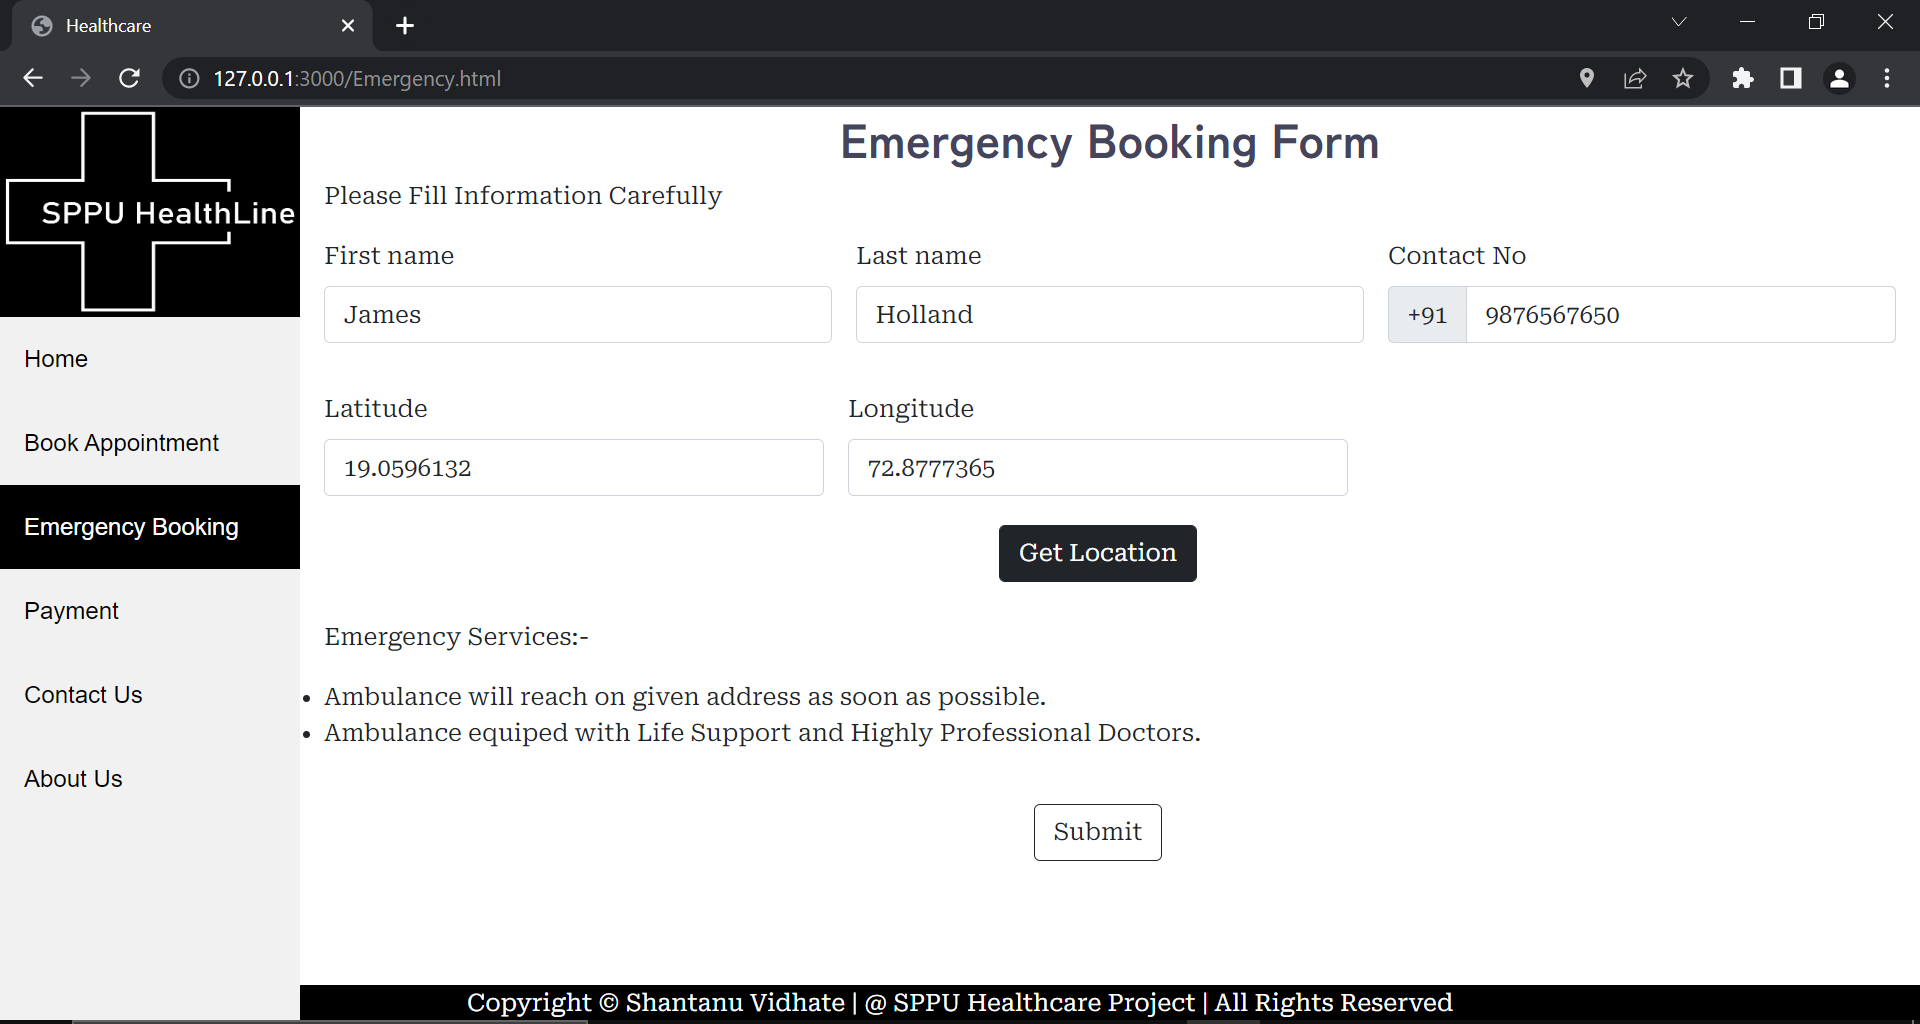 Healthcare
127.0.0.1:3000/Emergency.html
SPPU HealthLine
Home
Book Appointment
Emergency Booking
Payment
Contact Us
About Us
Emergency Booking Form
Please Fill Information Carefully
First name
Last name
Contact No
James
Holland
+91 9876567650
Latitude
Longitude
19.0596132
72.8777365
Get Location
Emergency Services:-
• Ambulance will reach on given address as soon as possible.
• Ambulance equiped with Life Support and Highly Professional Doctors.
Submit
Copyright © Shantanu Vidhate | @ SPPU Healthcare Project | All Rights Reserved